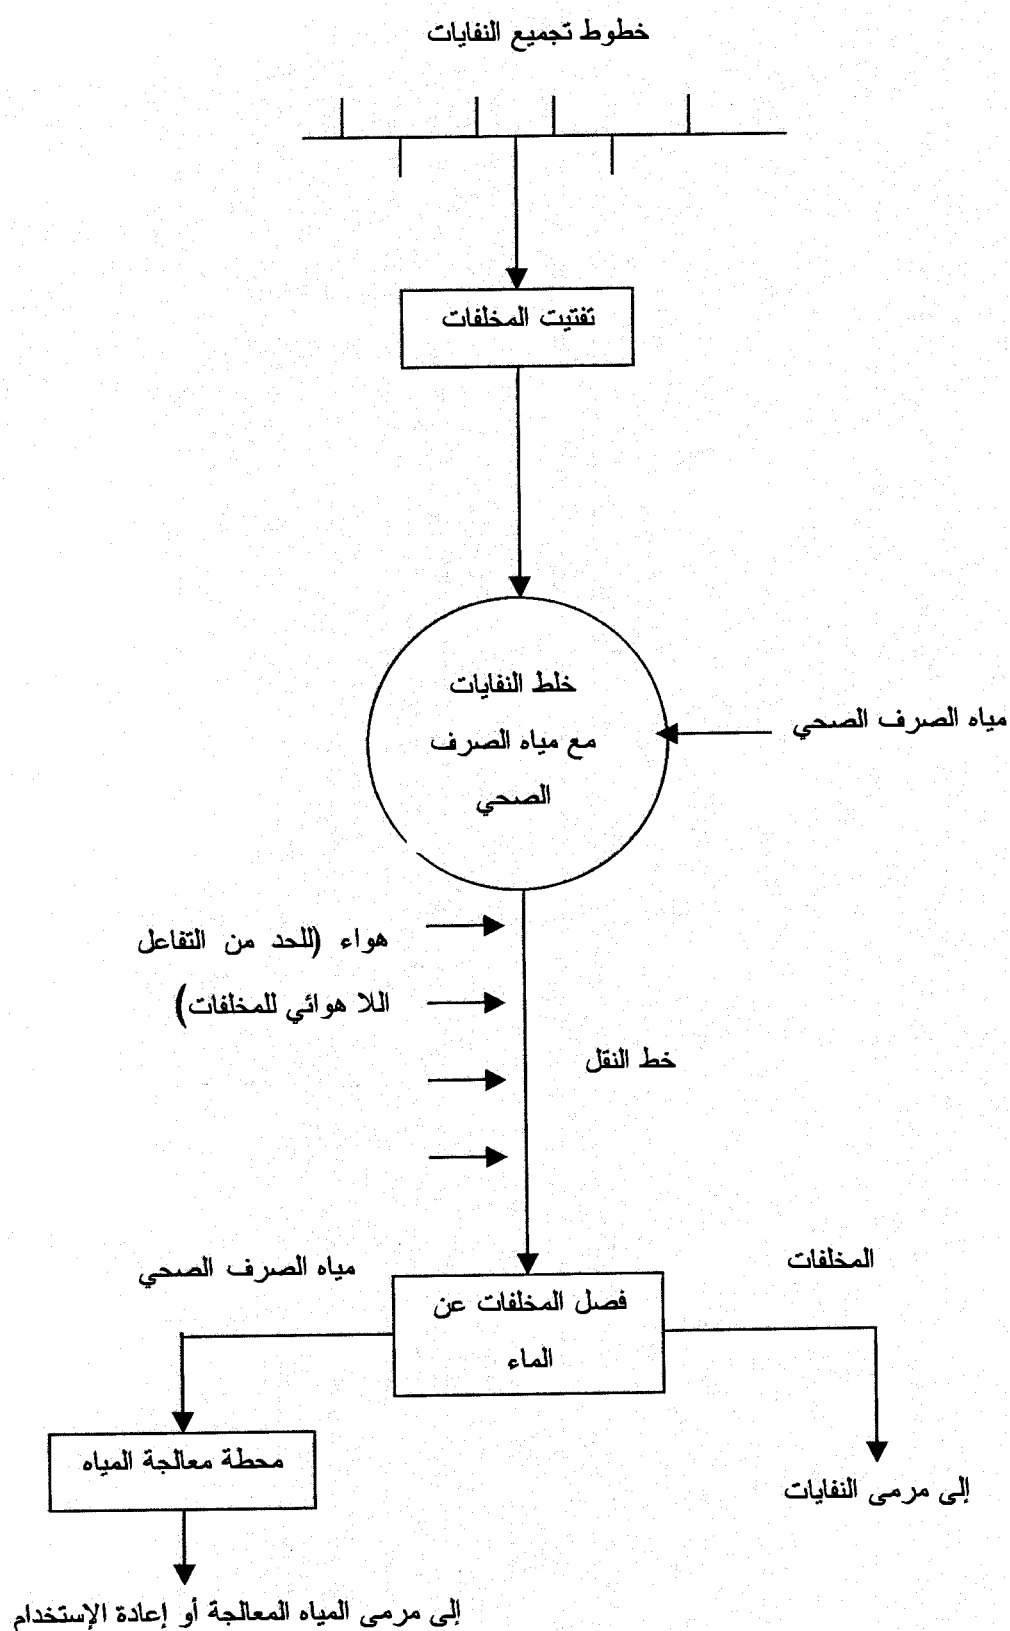 خطوط تجميع النفايات
تفتيت المخلفات
خلط النفايات
مع مياه الصرف
الصحي
مياه الصرف الصحي
هواء (للحد من التفاعل
اللا هوائي للمخلفات)
خط النقل
المخلفات
مياه الصرف الصحي
فصل المخلفات عن
الماء
محطة معالجة المياه
إلى مرمى النفايات
إلى مرمى المياه المعالجة أو إعادة الإستخدام